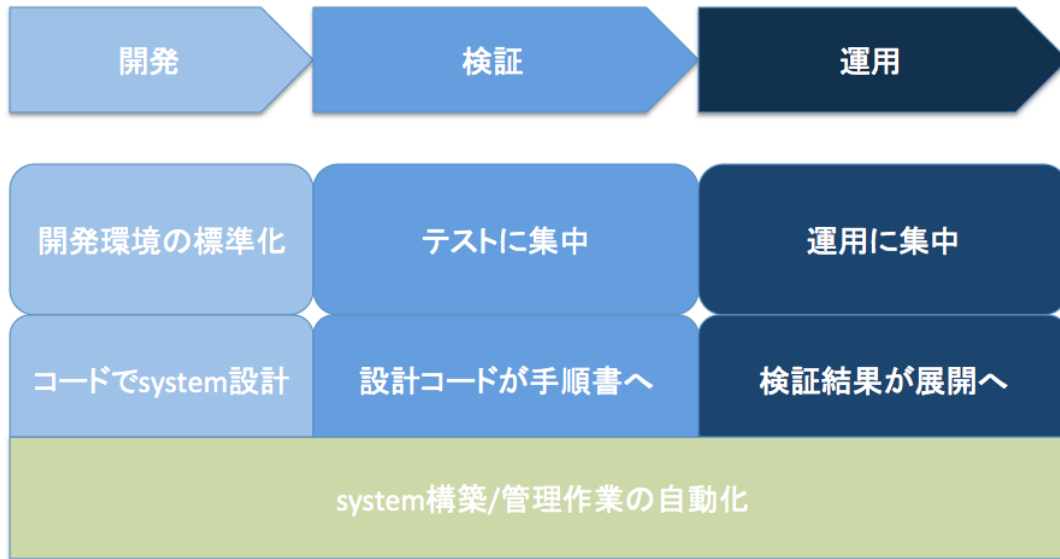 開発
検証
運用
開発環境の標準化
テストに集中
運用に集中
コードでsystem設計
設計コードが手順書へ
検証結果が展開へ
system構築/管理作業の自動化